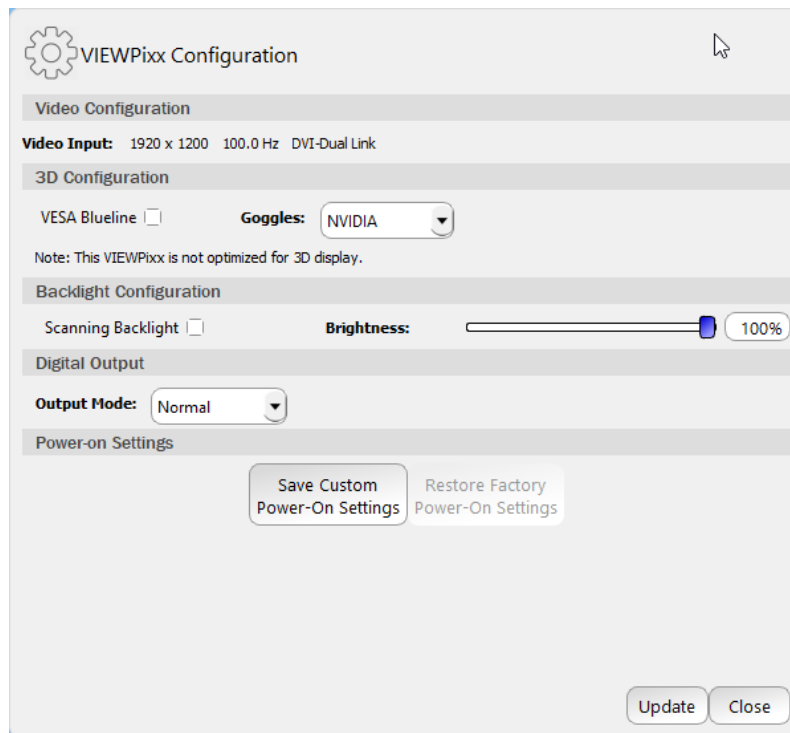 VIEWPixx Configuration
Video Configuration
Video Input: 1920 x 1200 100.0 Hz DVI-Dual Link
3D Configuration
VESA Blueline Goggles: NVIDIA
Note: This VIEWPixx is not optimized for 3D display.
Backlight Configuration
Scanning Backlight Brightness: 100%
Digital Output
Output Mode: Normal
Power-on Settings
Save Custom
Power-On Settings
Restore Factory
Power-On Settings
Update Close